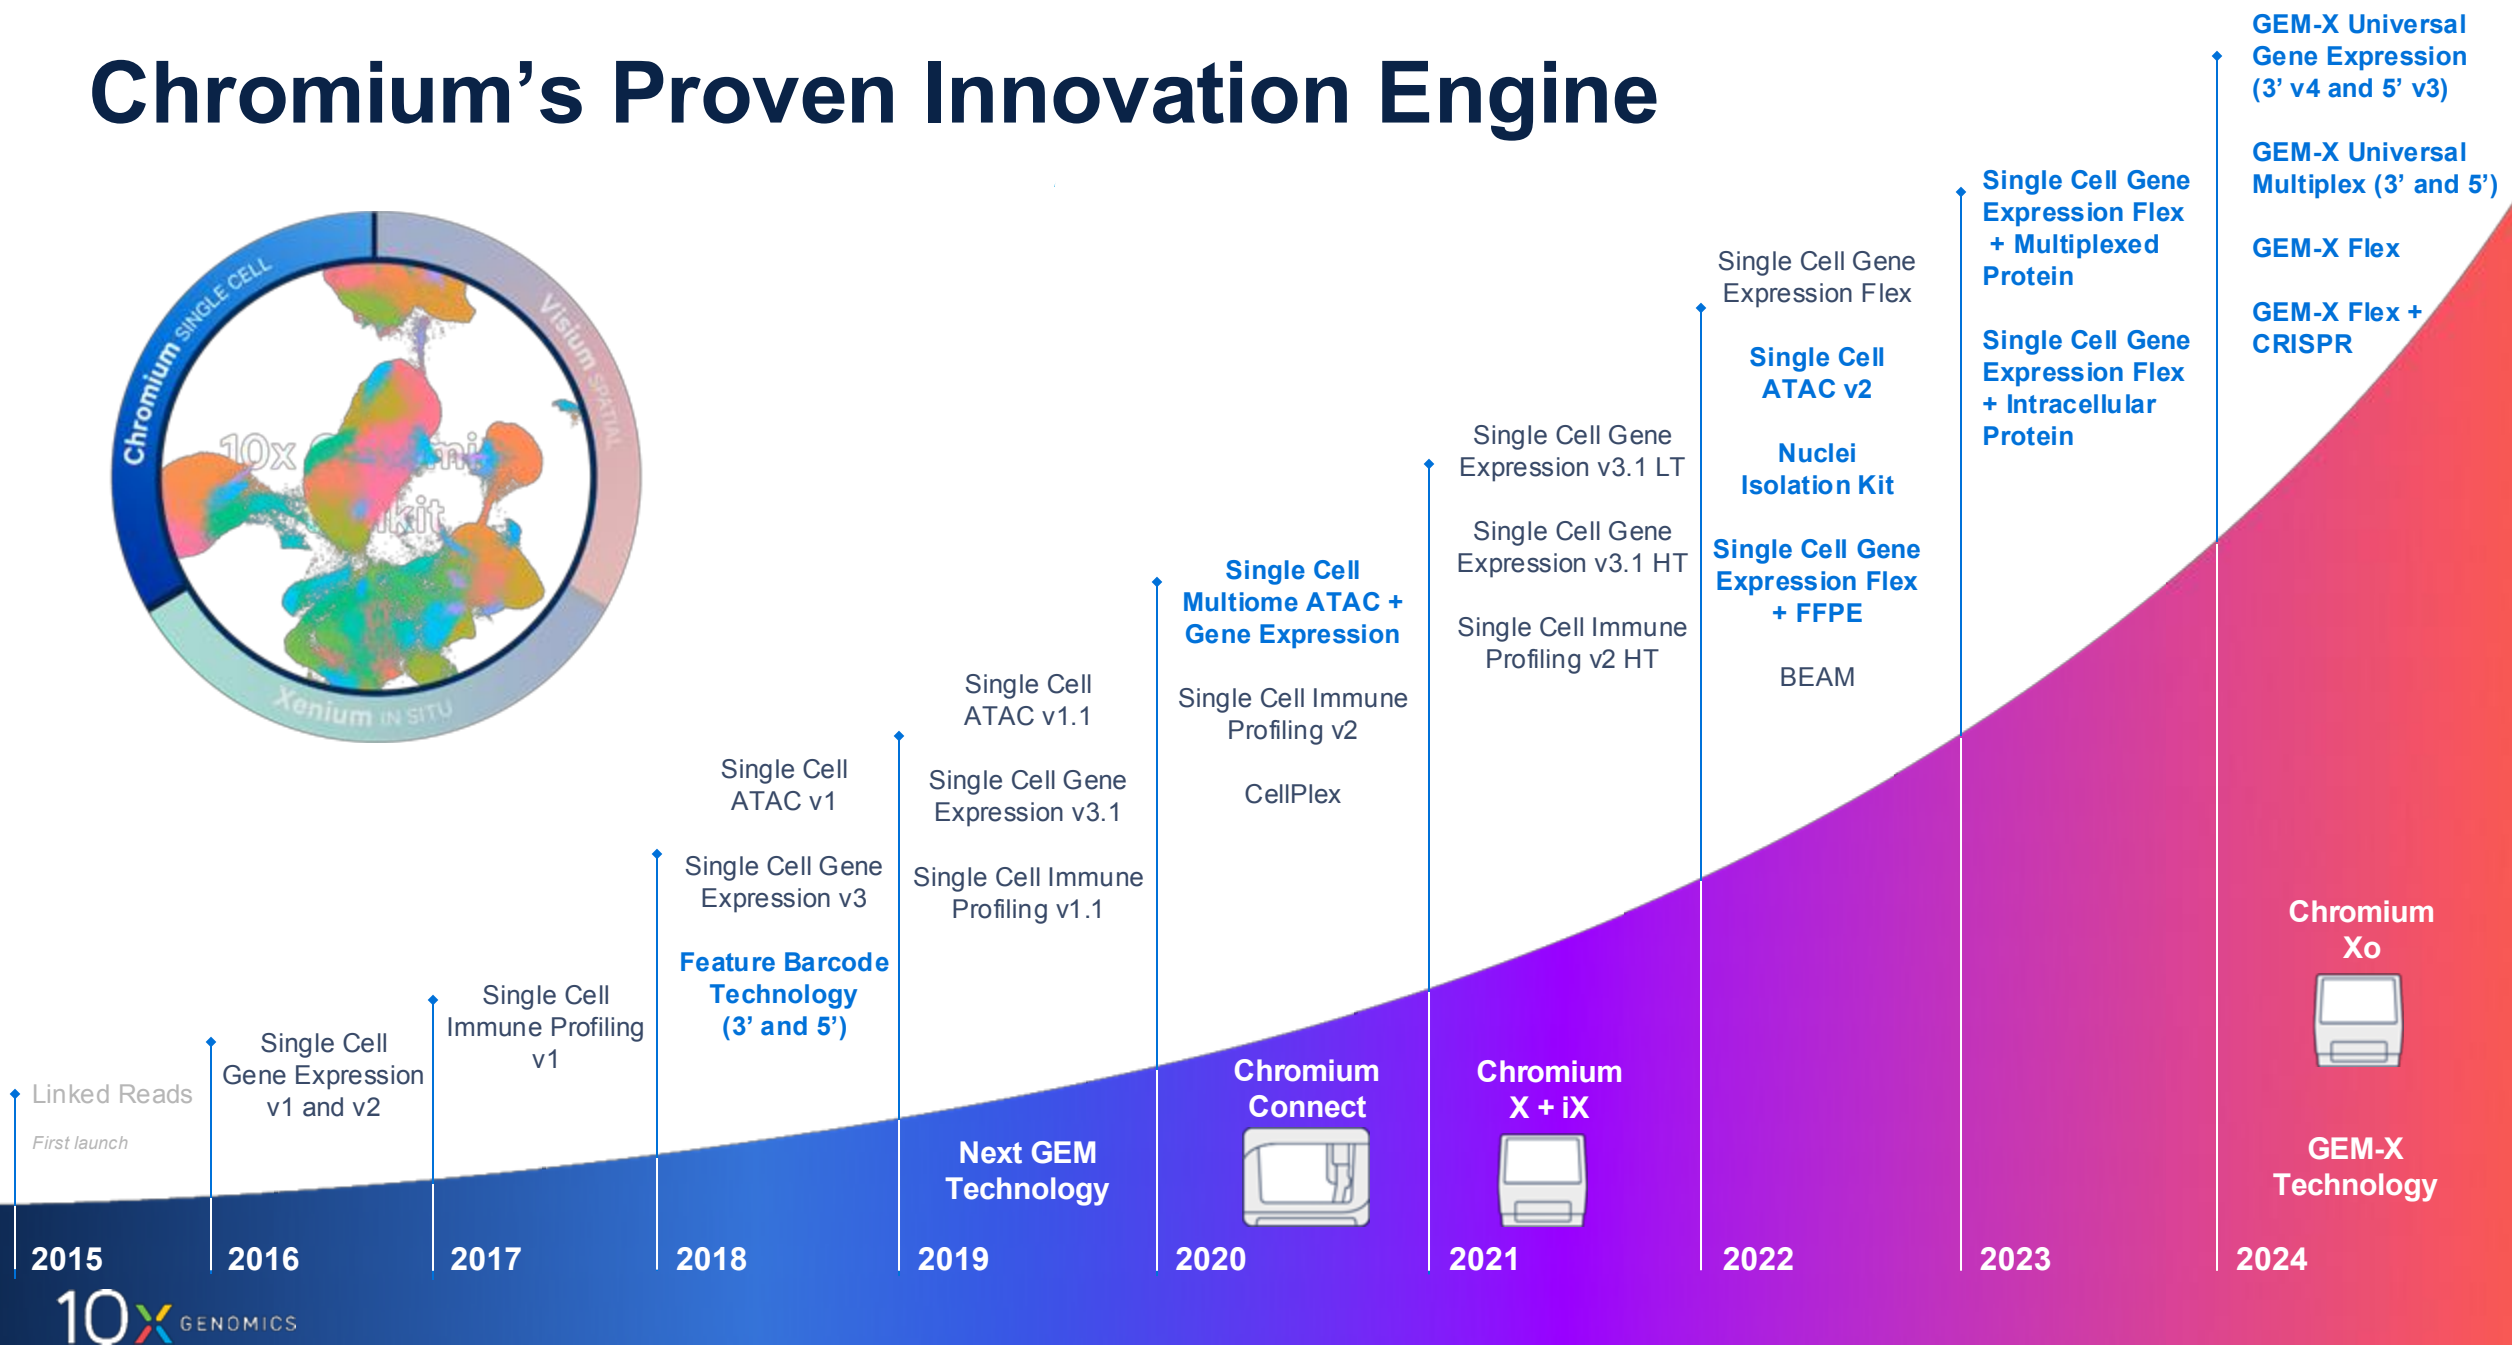 Chromium’s Proven Innovation Engine
Chromium SINGLE CELL
Visium SPATIAL
Xenium IN SITU
10x
Linked Reads
First launch
Single Cell
Gene Expression
v1 and v2
Single Cell
Immune Profiling
v1
Single Cell
ATAC v1
Single Cell Gene
Expression v3
Feature Barcode
Technology
(3’ and 5’)
Single Cell
ATAC v1.1
Single Cell Gene
Expression v3.1
Single Cell Immune
Profiling v1.1
Single Cell
Multiome ATAC +
Gene Expression
Single Cell Immune
Profiling v2
CellPlex
Single Cell Gene
Expression v3.1 LT
Single Cell Gene
Expression v3.1 HT
Single Cell Immune
Profiling v2 HT
Single Cell Gene
Expression Flex
Single Cell
ATAC v2
Nuclei
Isolation Kit
Single Cell Gene
Expression Flex
+ FFPE
BEAM
Single Cell Gene
Expression Flex
+ Multiplexed
Protein
Single Cell Gene
Expression Flex
+ Intracellular
Protein
GEM-X Universal
Gene Expression
(3’ v4 and 5’ v3)
GEM-X Universal
Multiplex (3’ and 5’)
GEM-X Flex
GEM-X Flex +
CRISPR
Next GEM
Technology
Chromium
Connect
Chromium
X + iX
Chromium
Xo
GEM-X
Technology
2015
2016
2017
2018
2019
2020
2021
2022
2023
2024
10X GENOMICS